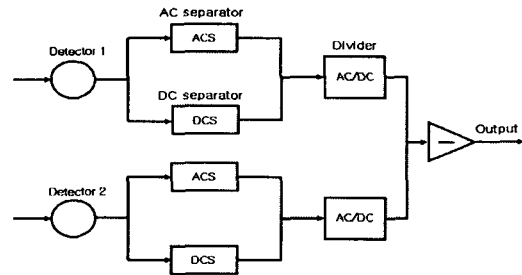 AC separator
ACS
Detector 1
Divider
AC/DC
DC separator
DCS
Output
−
ACS
Detector 2
AC/DC
DCS